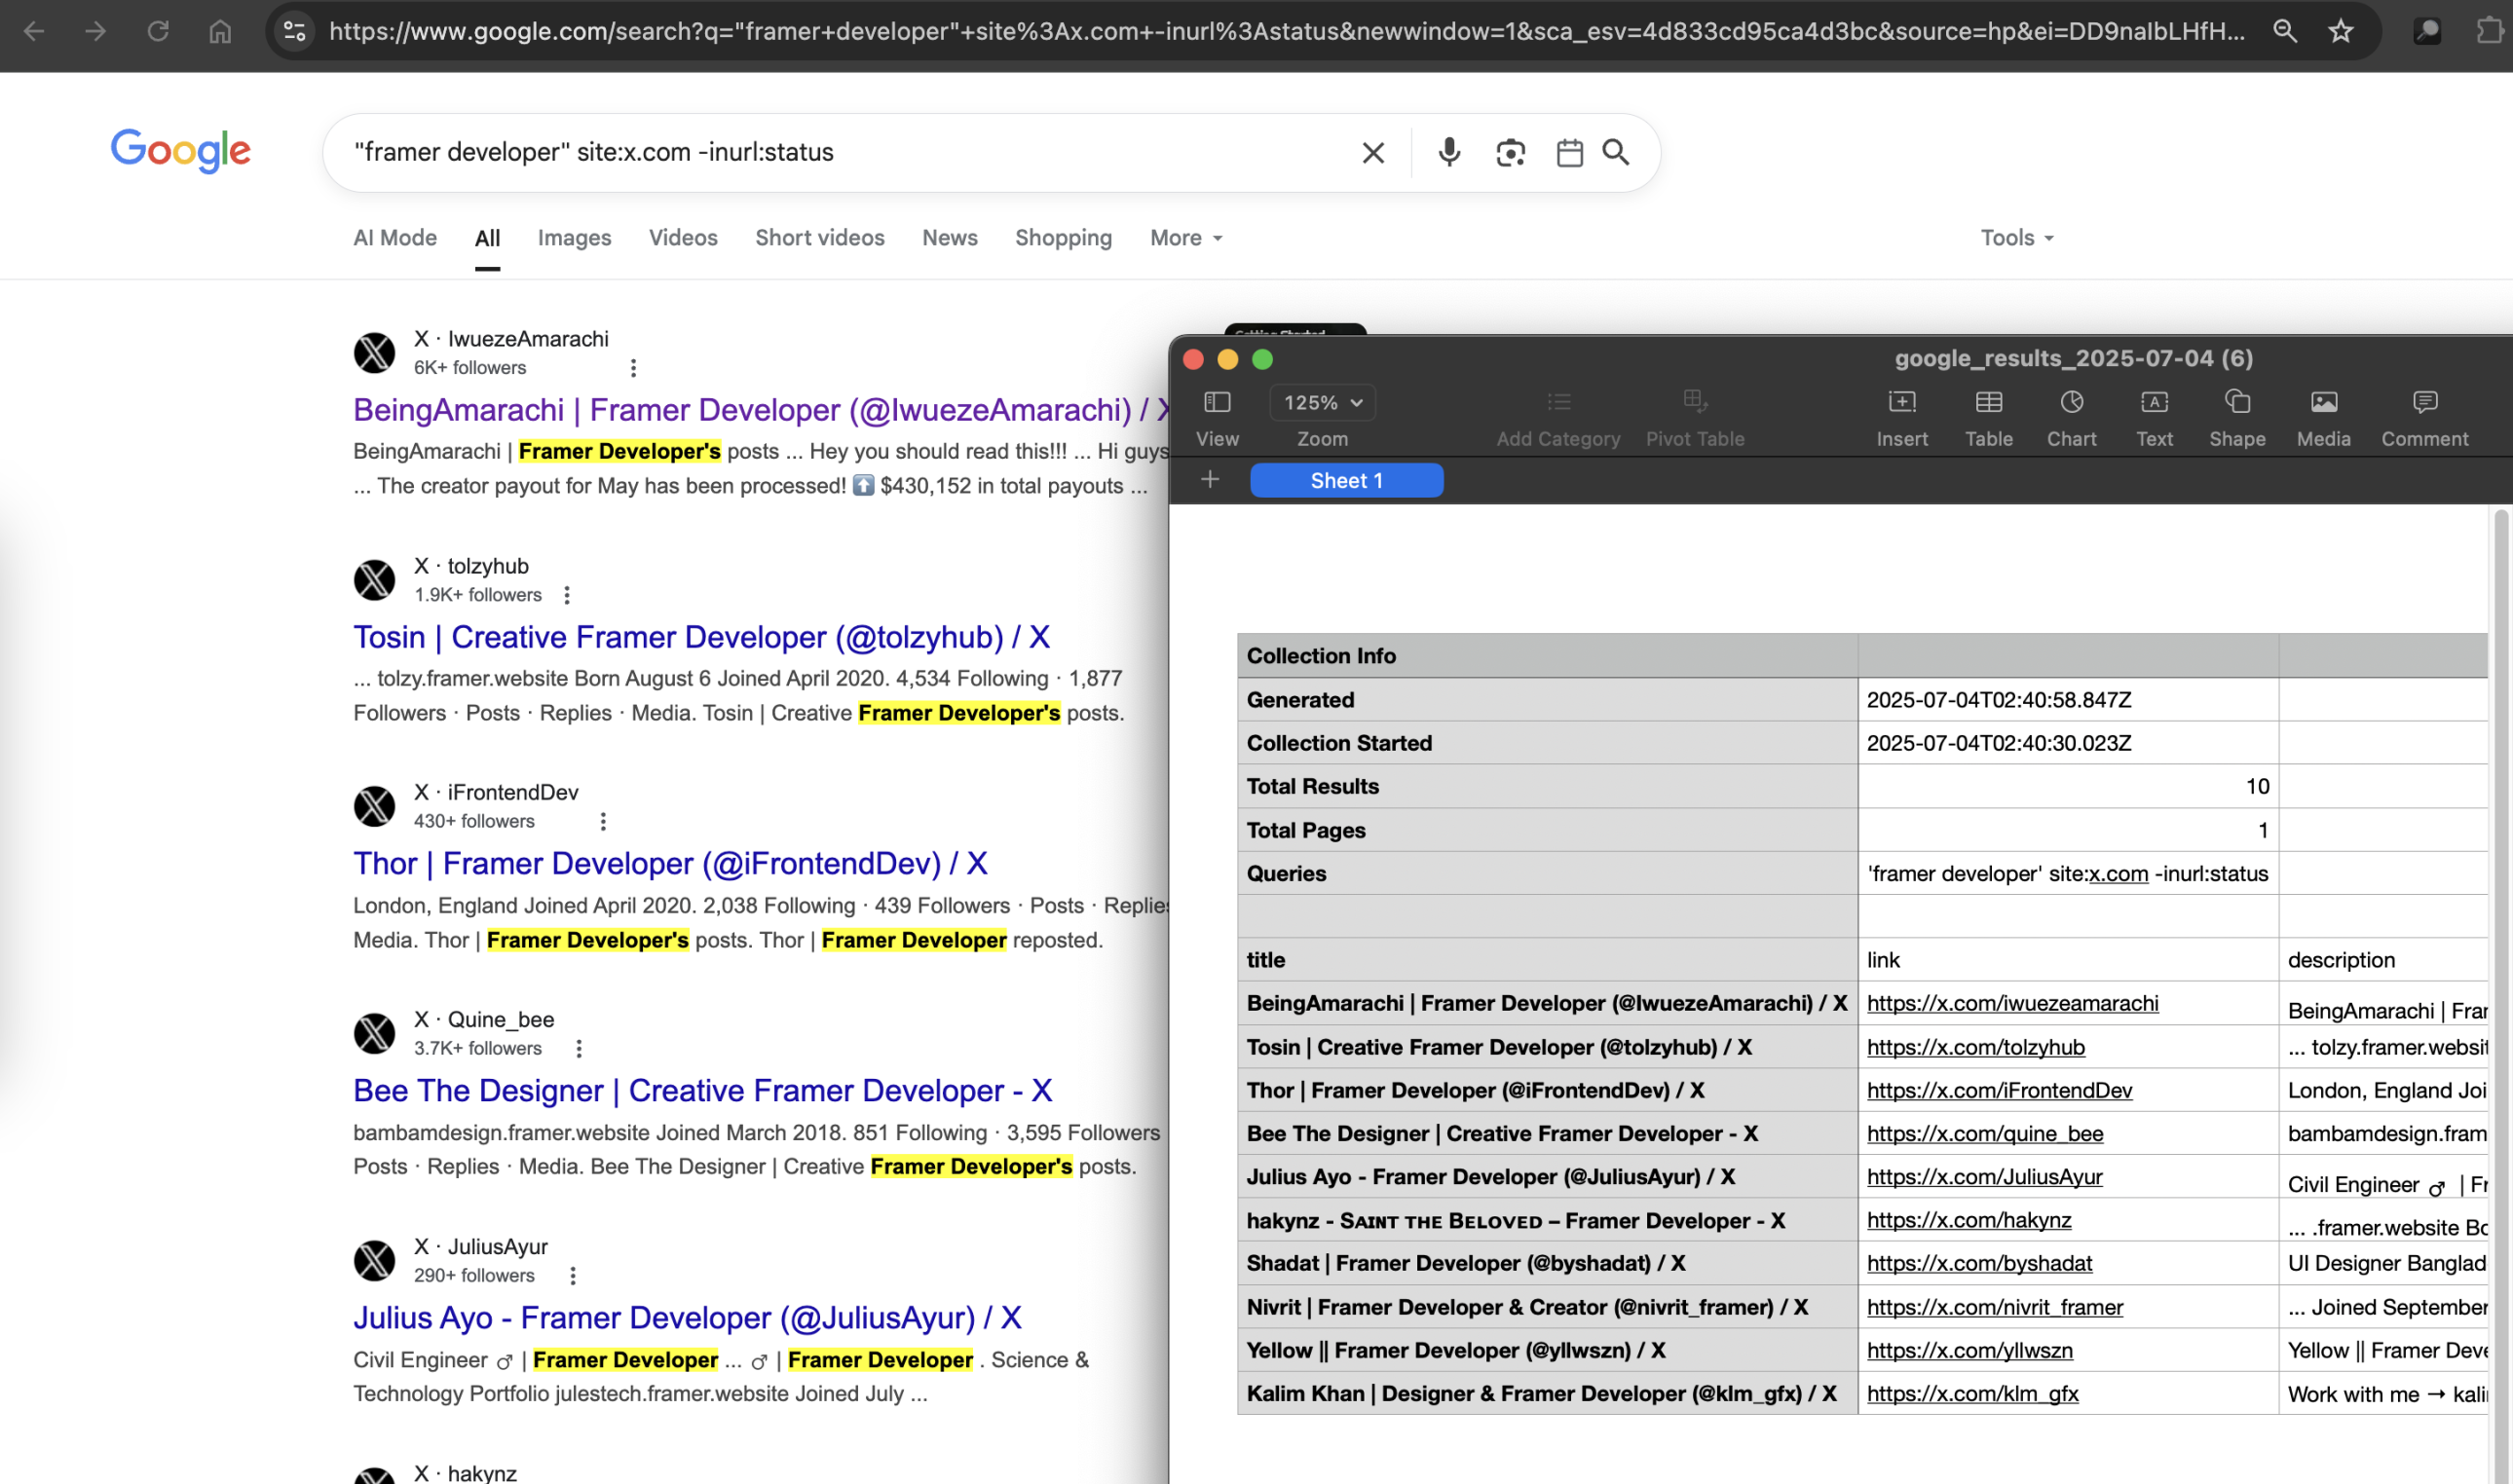 https://www.google.com/search?q="framer+developer"+site%3Ax.com+-inurl%3Astatus&newwindow=1&sca_esv=4d833cd95ca4d3bc&source=hp&ei=DD9naIbLHfH...
Google
"framer developer" site:x.com -inurl:status
AI Mode
All
Images
Videos
Short videos
News
Shopping
More
Tools
X · IwuezeAmarachi
6K+ followers
BeingAmarachi | Framer Developer (@IwuezeAmarachi) / X
BeingAmarachi | Framer Developer's posts ... Hey you should read this!!! ... Hi guys
... The creator payout for May has been processed! ⬆️ $430,152 in total payouts ...
X · tolzyhub
1.9K+ followers
Tosin | Creative Framer Developer (@tolzyhub) / X
... tolzy.framer.website Born August 6 Joined April 2020. 4,534 Following · 1,877
Followers · Posts · Replies · Media. Tosin | Creative Framer Developer's posts.
X · iFrontendDev
430+ followers
Thor | Framer Developer (@iFrontendDev) / X
London, England Joined April 2020. 2,038 Following · 439 Followers · Posts · Replies
Media. Thor | Framer Developer's posts. Thor | Framer Developer reposted.
X · Quine_bee
3.7K+ followers
Bee The Designer | Creative Framer Developer - X
bambamdesign.framer.website Joined March 2018. 851 Following · 3,595 Followers
Posts · Replies · Media. Bee The Designer | Creative Framer Developer's posts.
X · JuliusAyur
290+ followers
Julius Ayo - Framer Developer (@JuliusAyur) / X
Civil Engineer ♂ | Framer Developer ... ♂ | Framer Developer . Science &
Technology Portfolio julestech.framer.website Joined July ...
X · hakynz
google_results_2025-07-04 (6)
125%
View
Zoom
Add Category
Pivot Table
Insert
Table
Chart
Text
Shape
Media
Comment
Sheet 1
Collection Info
Generated 2025-07-04T02:40:58.847Z
Collection Started 2025-07-04T02:40:30.023Z
Total Results 10
Total Pages 1
Queries 'framer developer' site:x.com -inurl:status
title link description
BeingAmarachi | Framer Developer (@IwuezeAmarachi) / X https://x.com/iwuezeamarachi BeingAmarachi | Fra
Tosin | Creative Framer Developer (@tolzyhub) / X https://x.com/tolzyhub ... tolzy.framer.websit
Thor | Framer Developer (@iFrontendDev) / X https://x.com/iFrontendDev London, England Joi
Bee The Designer | Creative Framer Developer - X https://x.com/quine_bee bambamdesign.fram
Julius Ayo - Framer Developer (@JuliusAyur) / X https://x.com/JuliusAyur Civil Engineer ♂ | Fr
hakynz - Sᴀɪɴᴛ ᴛʜᴇ Bᴇʟᴏᴠᴇᴅ – Framer Developer - X https://x.com/hakynz ... .framer.website Bo
Shadat | Framer Developer (@byshadat) / X https://x.com/byshadat UI Designer Banglad
Nivrit | Framer Developer & Creator (@nivrit_framer) / X https://x.com/nivrit_framer ... Joined September
Yellow || Framer Developer (@yllwszn) / X https://x.com/yllwszn Yellow || Framer Deve
Kalim Khan | Designer & Framer Developer (@klm_gfx) / X https://x.com/klm_gfx Work with me → kali